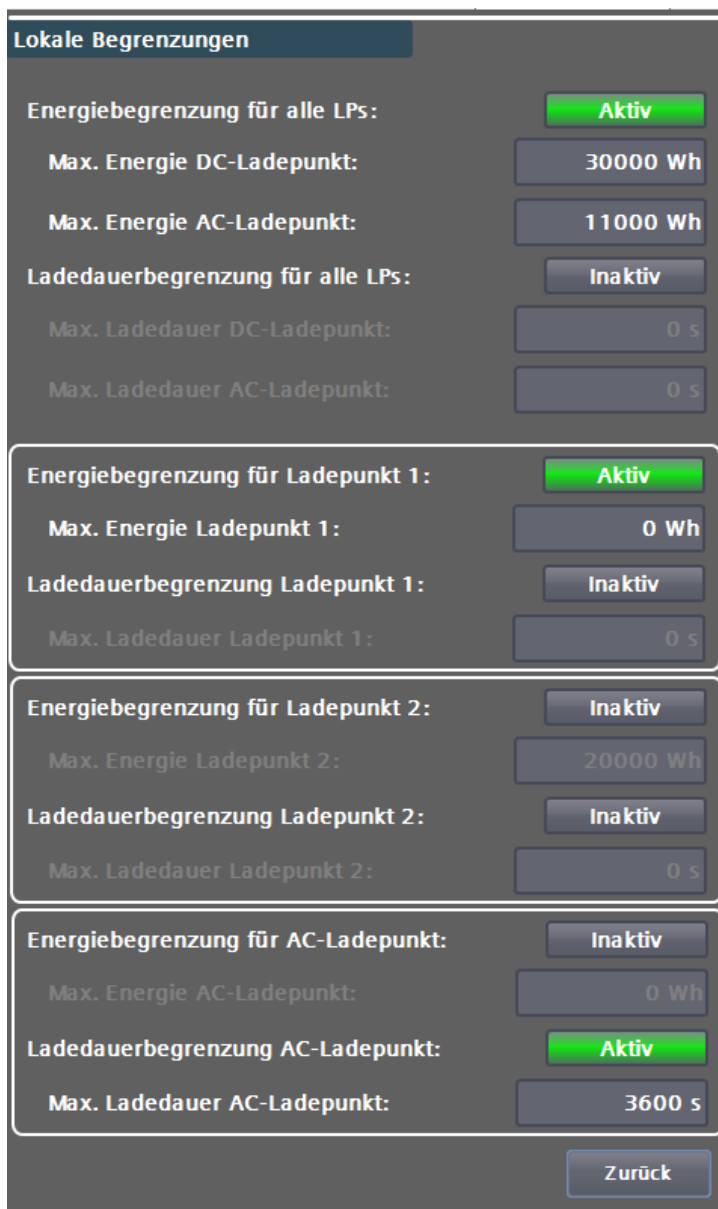 Lokale Begrenzungen
Energiebegrenzung für alle LPs: Aktiv
Max. Energie DC-Ladepunkt: 30000 Wh
Max. Energie AC-Ladepunkt: 11000 Wh
Ladedauerbegrenzung für alle LPs: Inaktiv
Max. Ladedauer DC-Ladepunkt: 0 s
Max. Ladedauer AC-Ladepunkt: 0 s
Energiebegrenzung für Ladepunkt 1: Aktiv
Max. Energie Ladepunkt 1: 0 Wh
Ladedauerbegrenzung Ladepunkt 1: Inaktiv
Max. Ladedauer Ladepunkt 1: 0 s
Energiebegrenzung für Ladepunkt 2: Inaktiv
Max. Energie Ladepunkt 2: 20000 Wh
Ladedauerbegrenzung Ladepunkt 2: Inaktiv
Max. Ladedauer Ladepunkt 2: 0 s
Energiebegrenzung für AC-Ladepunkt: Inaktiv
Max. Energie AC-Ladepunkt: 0 Wh
Ladedauerbegrenzung AC-Ladepunkt: Aktiv
Max. Ladedauer AC-Ladepunkt: 3600 s
Zurück